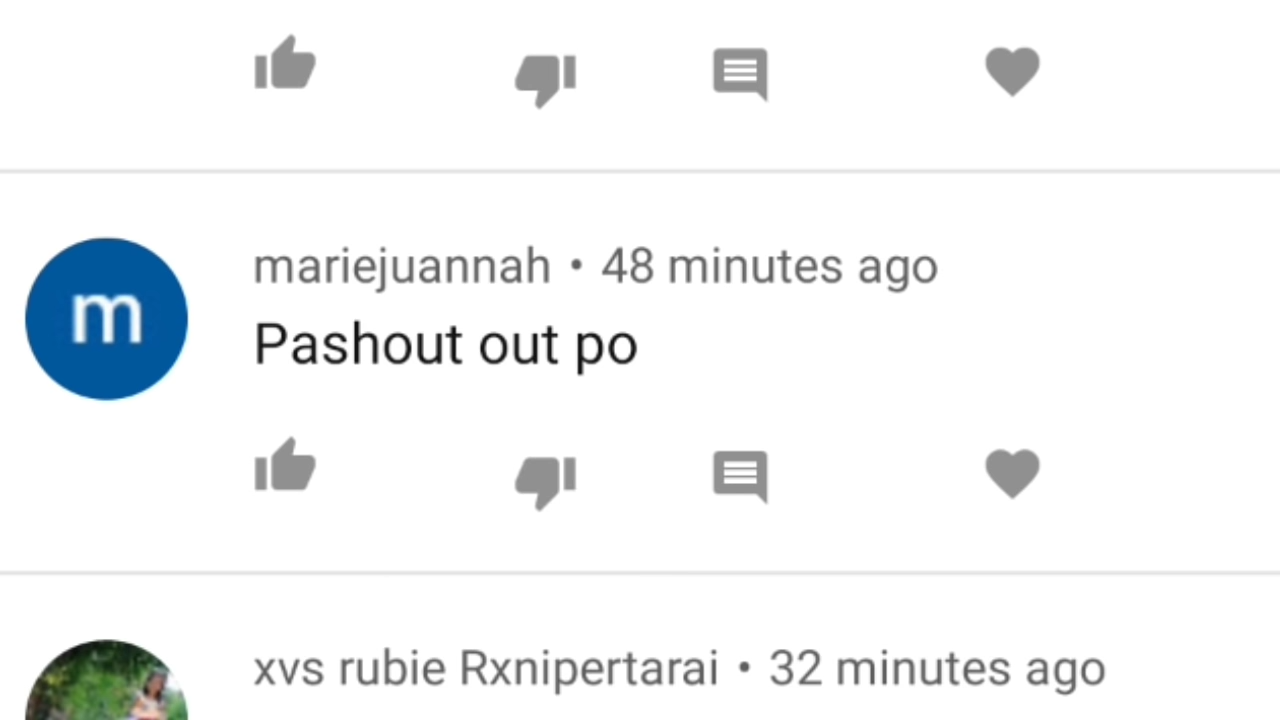 mariejuannah • 48 minutes ago
m
Pashout out po
xvs rubie Rxnipertarai • 32 minutes ago